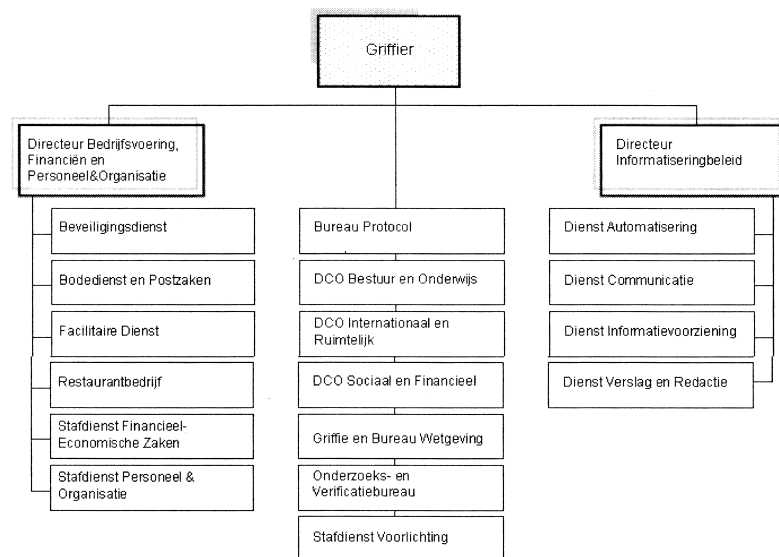 Griffier
Directeur Bedrijfsvoering,
Financiën en
Personeel&Organisatie
Beveiligingsdienst
Bodedienst en Postzaken
Facilitaire Dienst
Restaurantbedrijf
Stafdienst Financieel-
Economische Zaken
Stafdienst Personeel &
Organisatie
Bureau Protocol
DCO Bestuur en Onderwijs
DCO Internationaal en
Ruimtelijk
DCO Sociaal en Financieel
Griffie en Bureau Wetgeving
Onderzoeks- en
Verificatiebureau
Stafdienst Voorlichting
Directeur
Informatiseringbeleid
Dienst Automatisering
Dienst Communicatie
Dienst Informatievoorziening
Dienst Verslag en Redactie